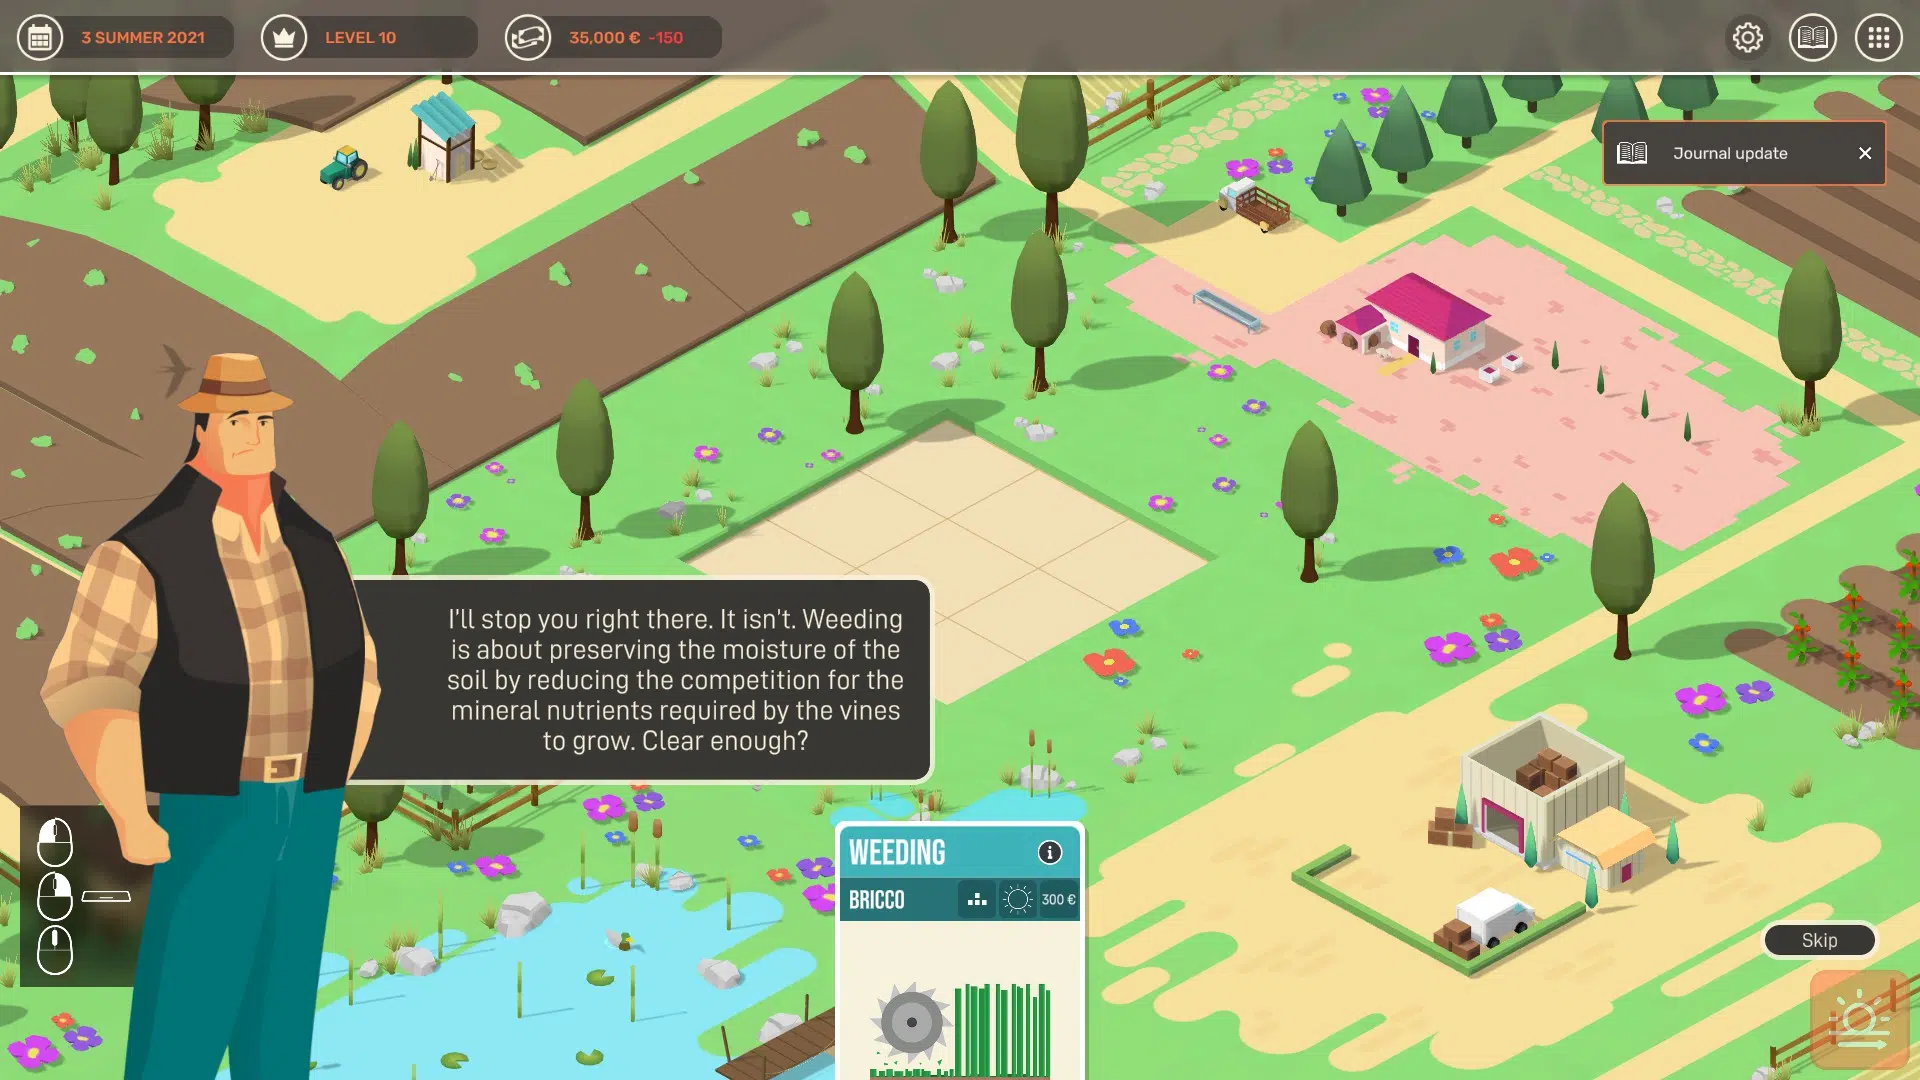 3 SUMMER 2021
LEVEL 10
35,000 € -150
Journal update
I'll stop you right there. It isn't. Weeding
is about preserving the moisture of the
soil by reducing the competition for the
mineral nutrients required by the vines
to grow. Clear enough?
WEEDING
BRICCO
300 €
Skip